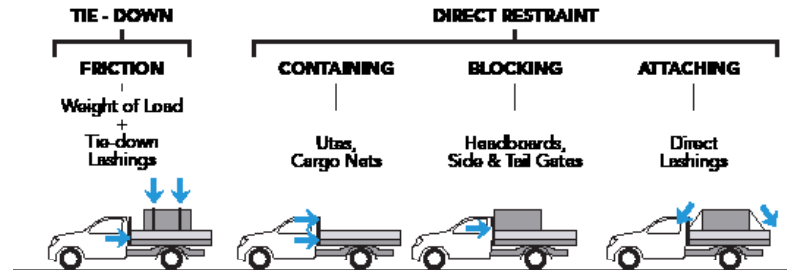 TIE - DOWN
DIRECT RESTRAINT
FRICTION
CONTAINING
BLOCKING
ATTACHING
Weight of Load
+
Tie-down
Lashings
Utes,
Cargo Nets
Headboards,
Side & Tail Gates
Direct
Lashings